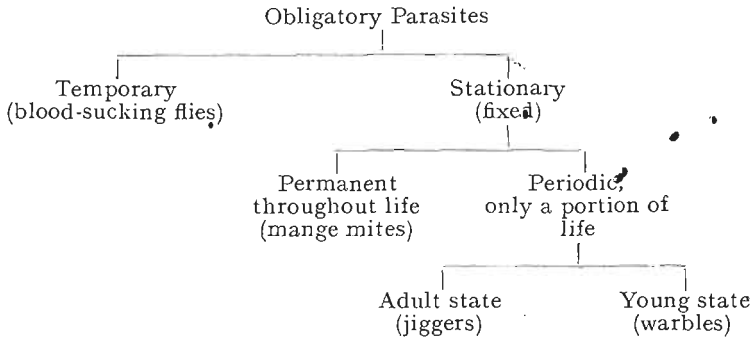 Obligatory Parasites
Temporary
(blood-sucking flies)
Stationary
(fixed)
Permanent
throughout life
(mange mites)
Periodic,
only a portion of
life
Adult state
(jiggers)
Young state
(warbles)